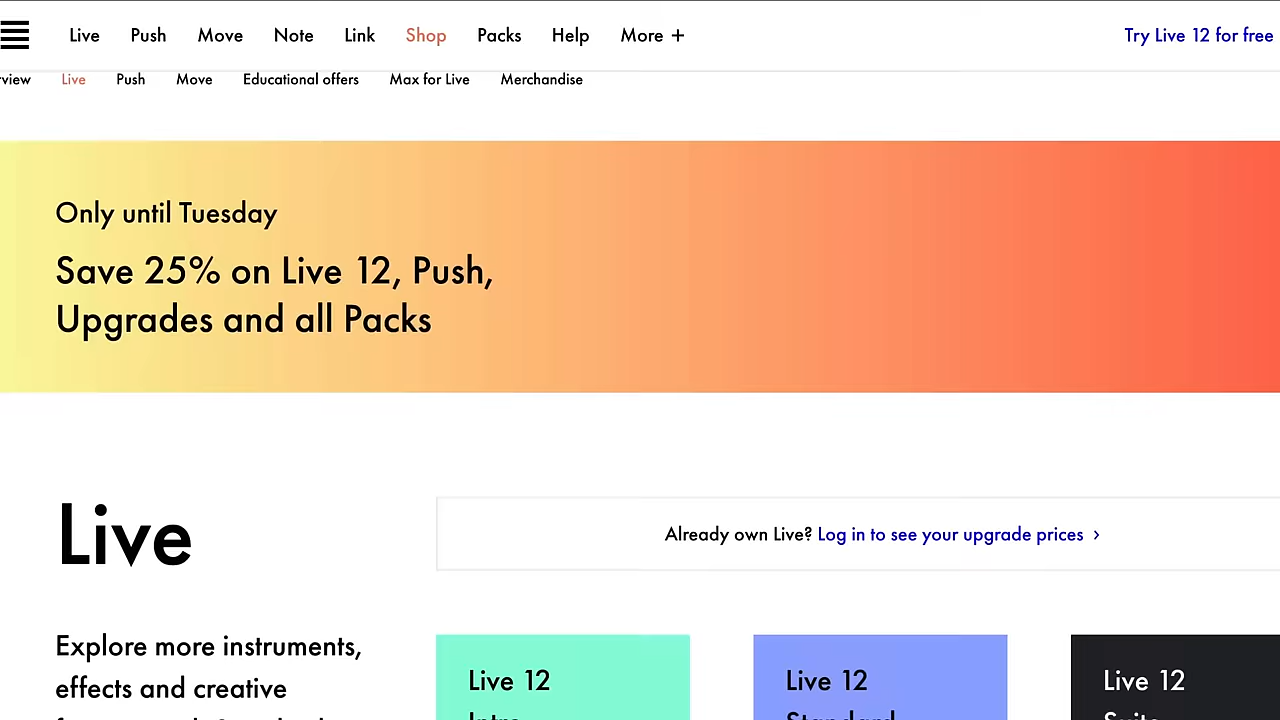 Live Push Move Note Link Shop Packs Help More + Try Live 12 for free
Live Push Move Educational offers Max for Live Merchandise
Only until Tuesday
Save 25% on Live 12, Push,
Upgrades and all Packs
Live
Already own Live? Log in to see your upgrade prices ›
Explore more instruments,
effects and creative
Live 12
Live 12
Live 12
Standard